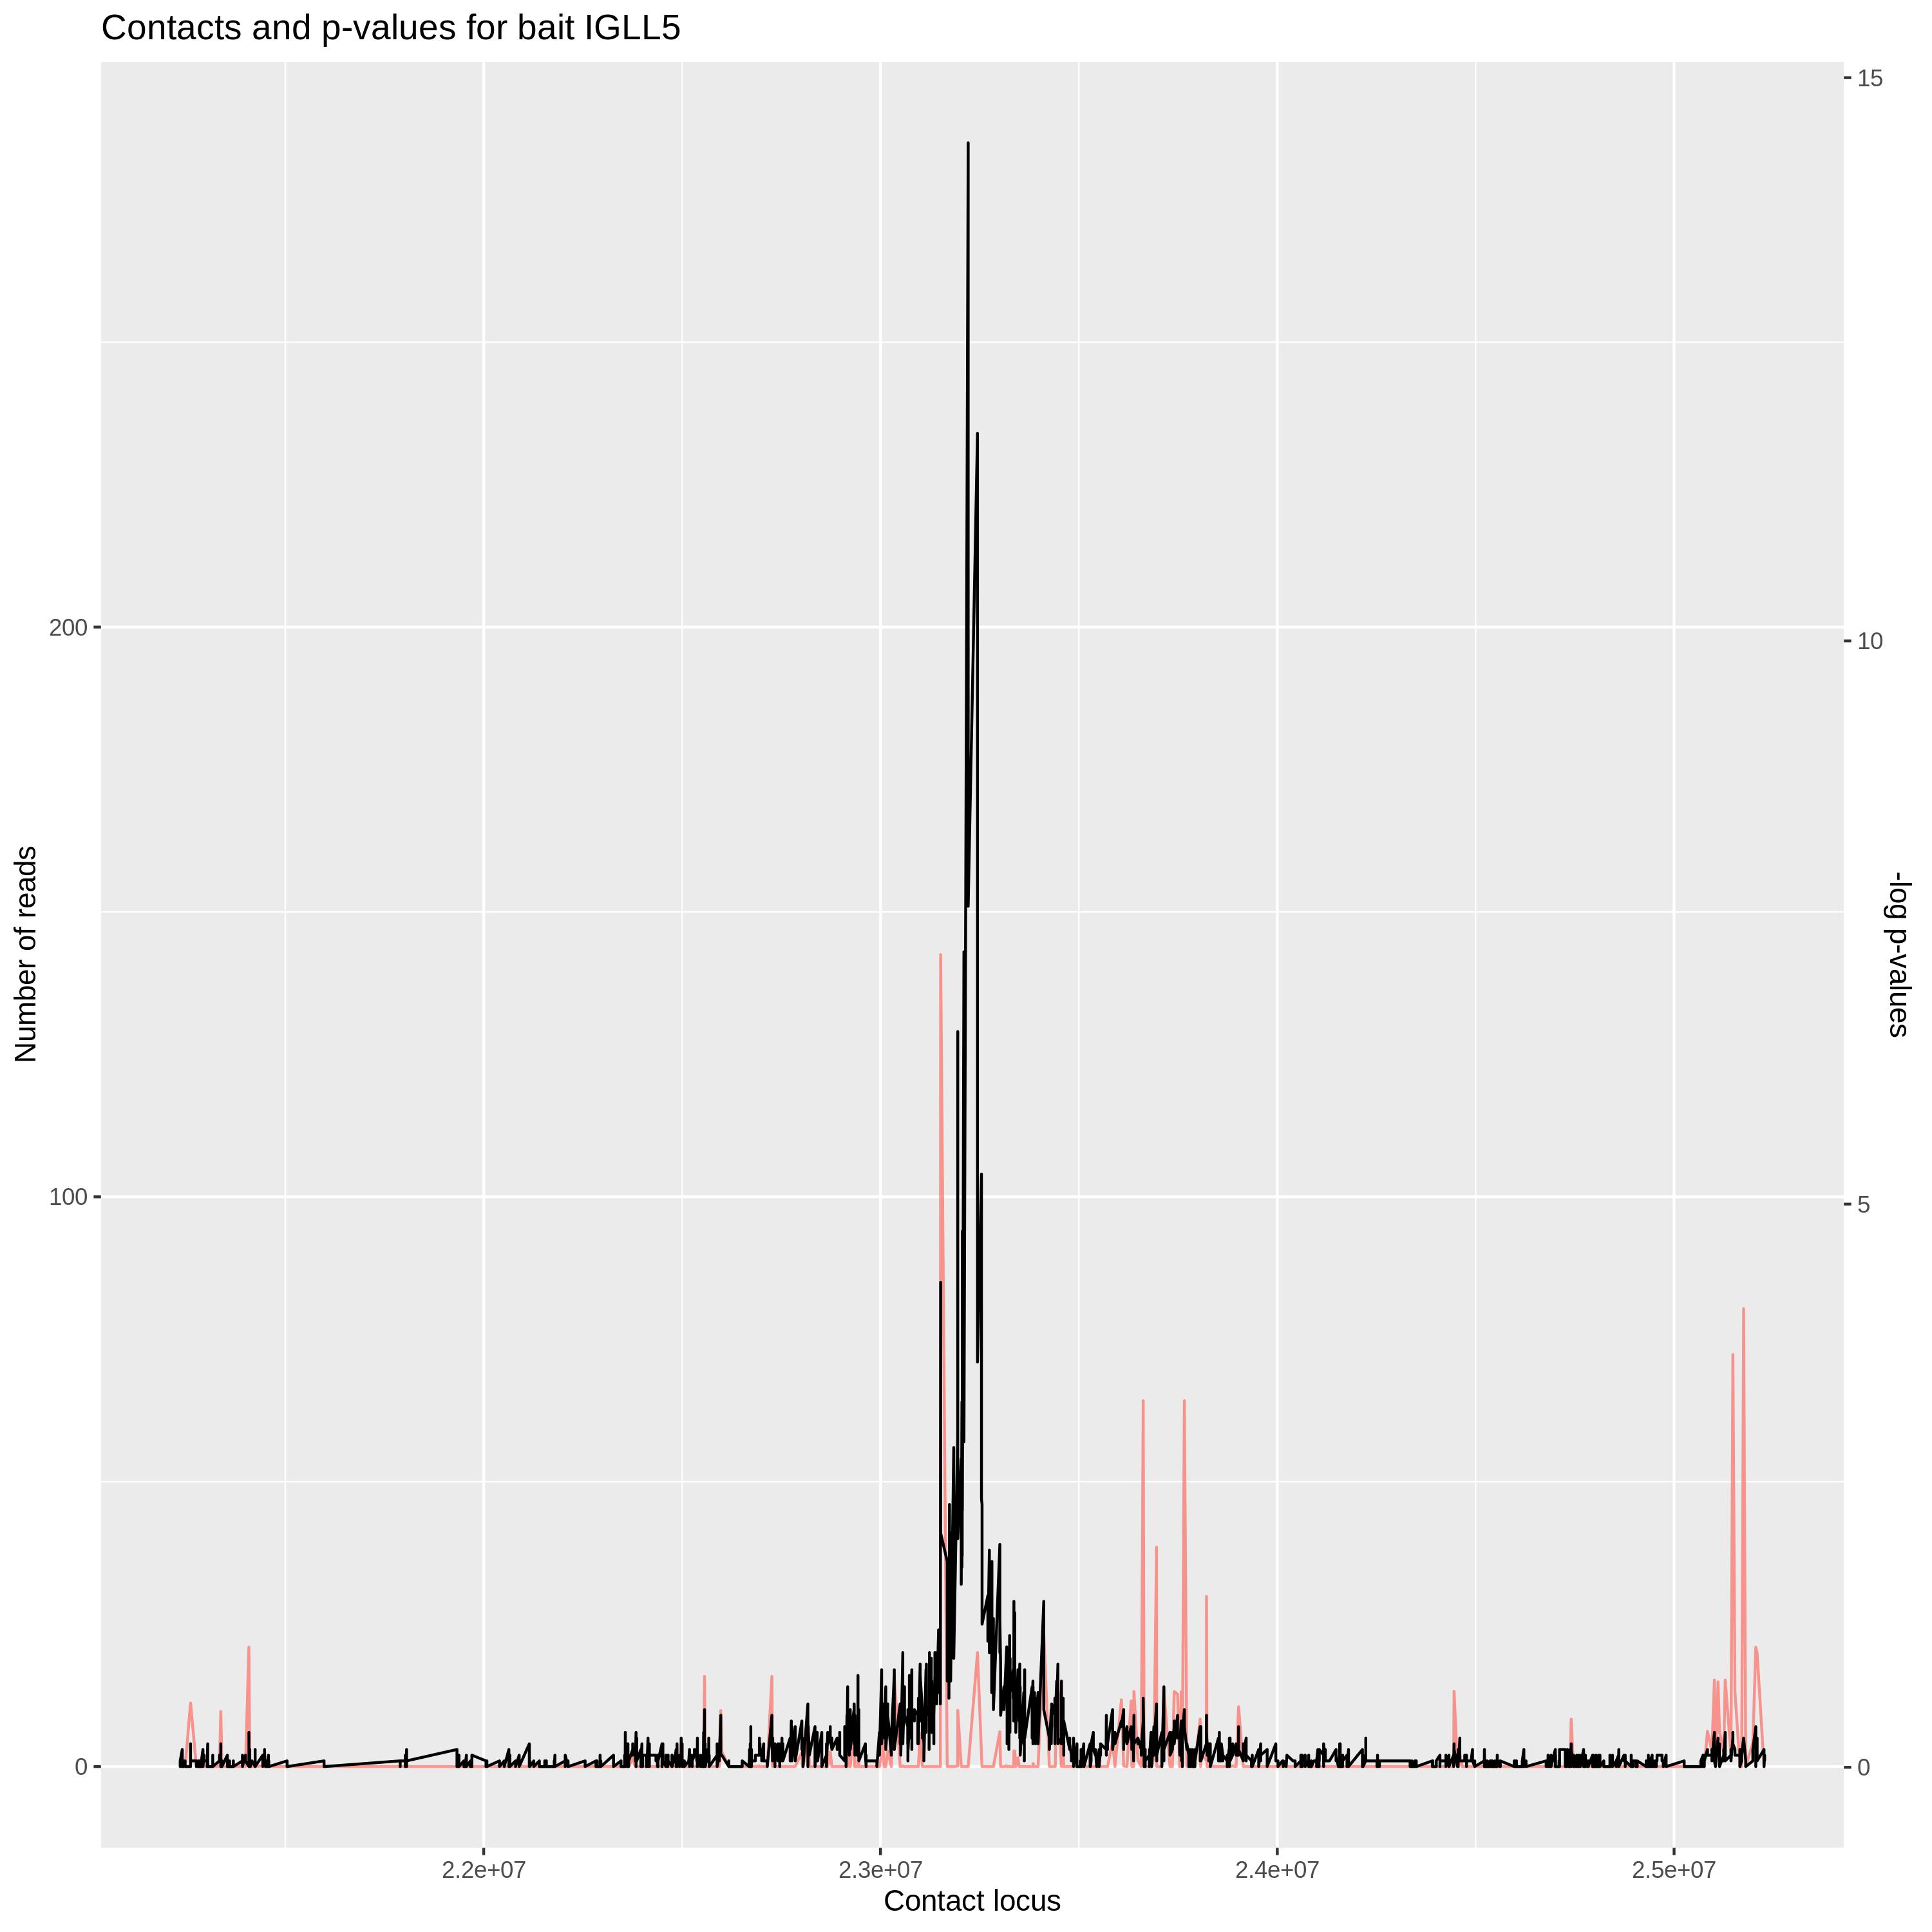 Contacts and p-values for bait IGLL5
15
200
10
Number of reads
-log p-values
100
5
0
0
2.2e+07
2.3e+07
2.4e+07
2.5e+07
Contact locus